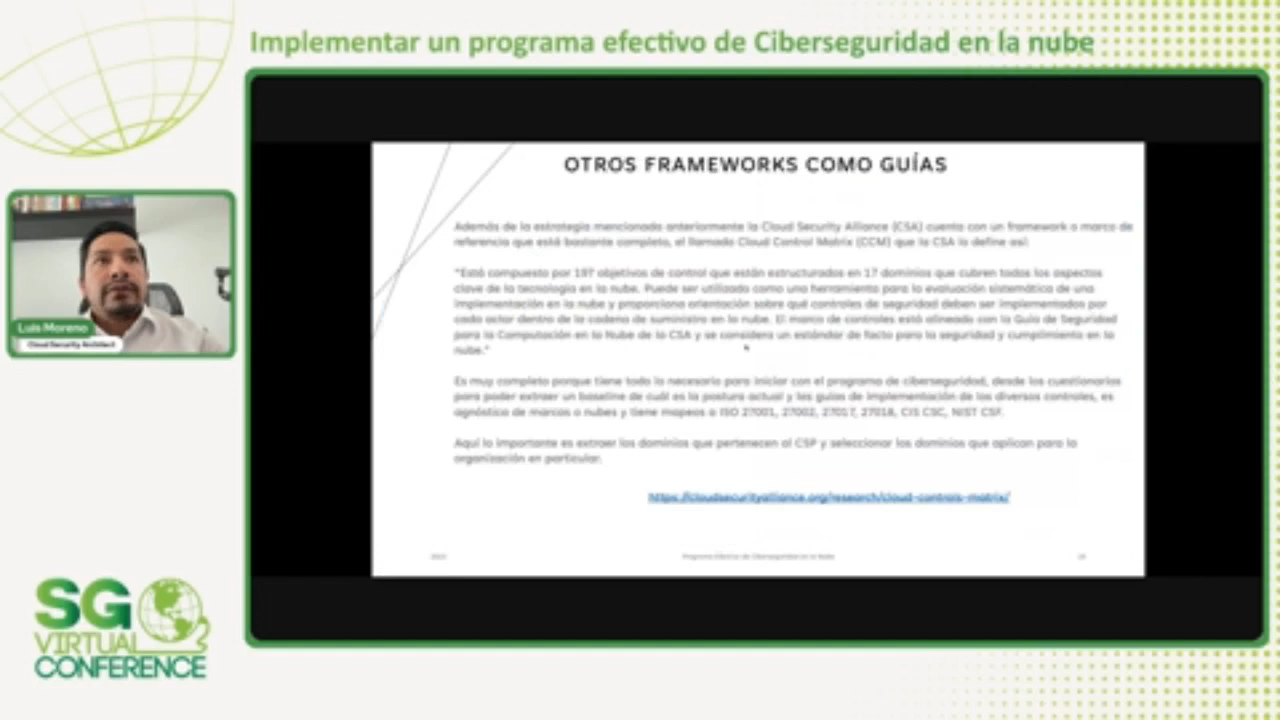 Implementar un programa efectivo de Ciberseguridad en la nube
OTROS FRAMEWORKS COMO GUÍAS
Además de la estrategia mencionada anteriormente la Cloud Security Alliance (CSA) cuenta con un framework o marco de
referencia que está bastante completo, el llamado Cloud Control Matrix (CCM) que la CSA lo define así:
"Está compuesto por 197 objetivos de control que están estructurados en 17 dominios que cubren todos los aspectos
clave de la tecnología en la nube. Puede ser utilizado como una herramienta para la evaluación sistemática de una
implementación en la nube y proporciona orientación sobre qué controles de seguridad deben ser implementados por
cada actor dentro de la cadena de suministro en la nube. El marco de controles está alineado con la Guía de Seguridad
para la Computación en la Nube de la CSA y se considera un estándar de facto para la seguridad y cumplimiento en la
nube."
Es muy completo porque tiene todo lo necesario para iniciar con el programa de ciberseguridad, desde los cuestionarios
para poder extraer un baseline de cuál es la postura actual y las guías de implementación de los diversos controles, es
agnóstica de marcas o nubes y tiene mapeos a ISO 27001, 27002, 27017, 27018, CIS CSC, NIST CSF.
Aquí lo importante es extraer los dominios que pertenecen al CSP y seleccionar los dominios que aplican para la
organización en particular.
https://cloudsecurityalliance.org/research/cloud-controls-matrix/
Programa Efectivo de Ciberseguridad en la Nube
Luis Moreno
Cloud Security Architect
SG
VIRTUAL
CONFERENCE